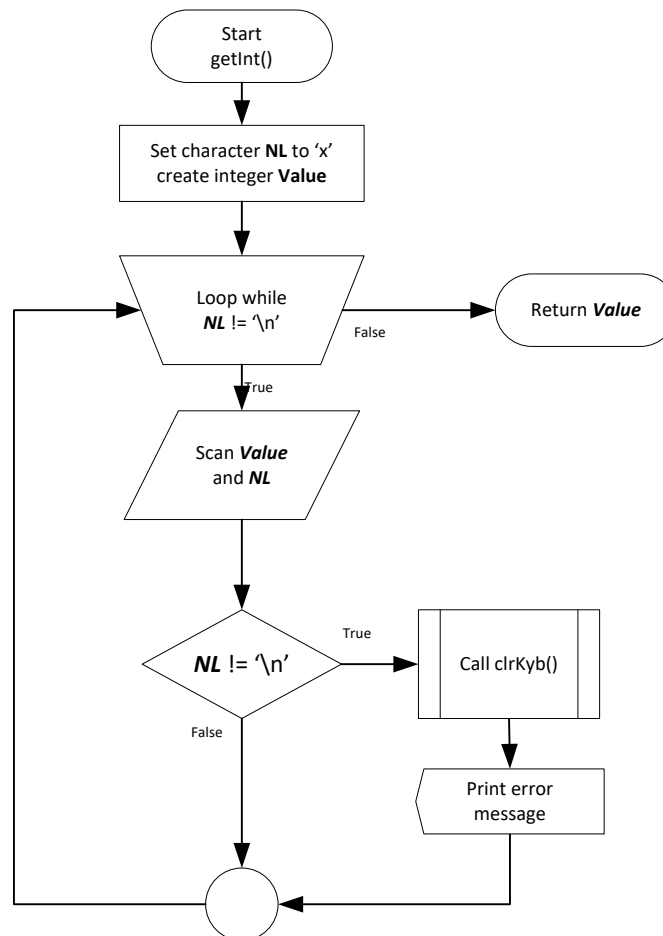 Start
getInt()
Set character NL to ‘x’
create integer Value
Loop while
NL != ‘\n’
False
Return Value
True
Scan Value
and NL
NL != ‘\n’
True
Call clrKyb()
False
Print error
message